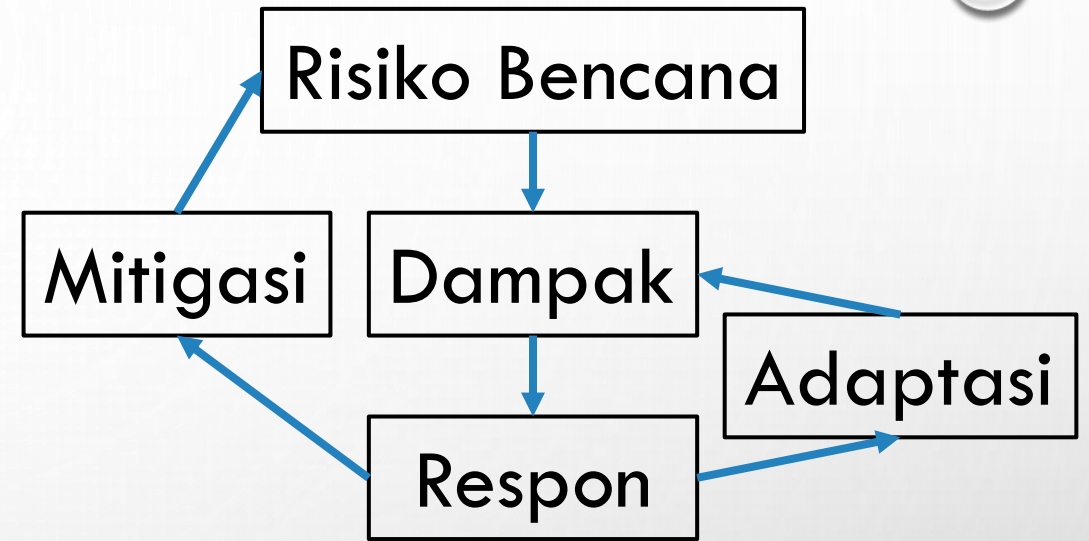 Risiko Bencana
Mitigasi
Dampak
Adaptasi
Respon